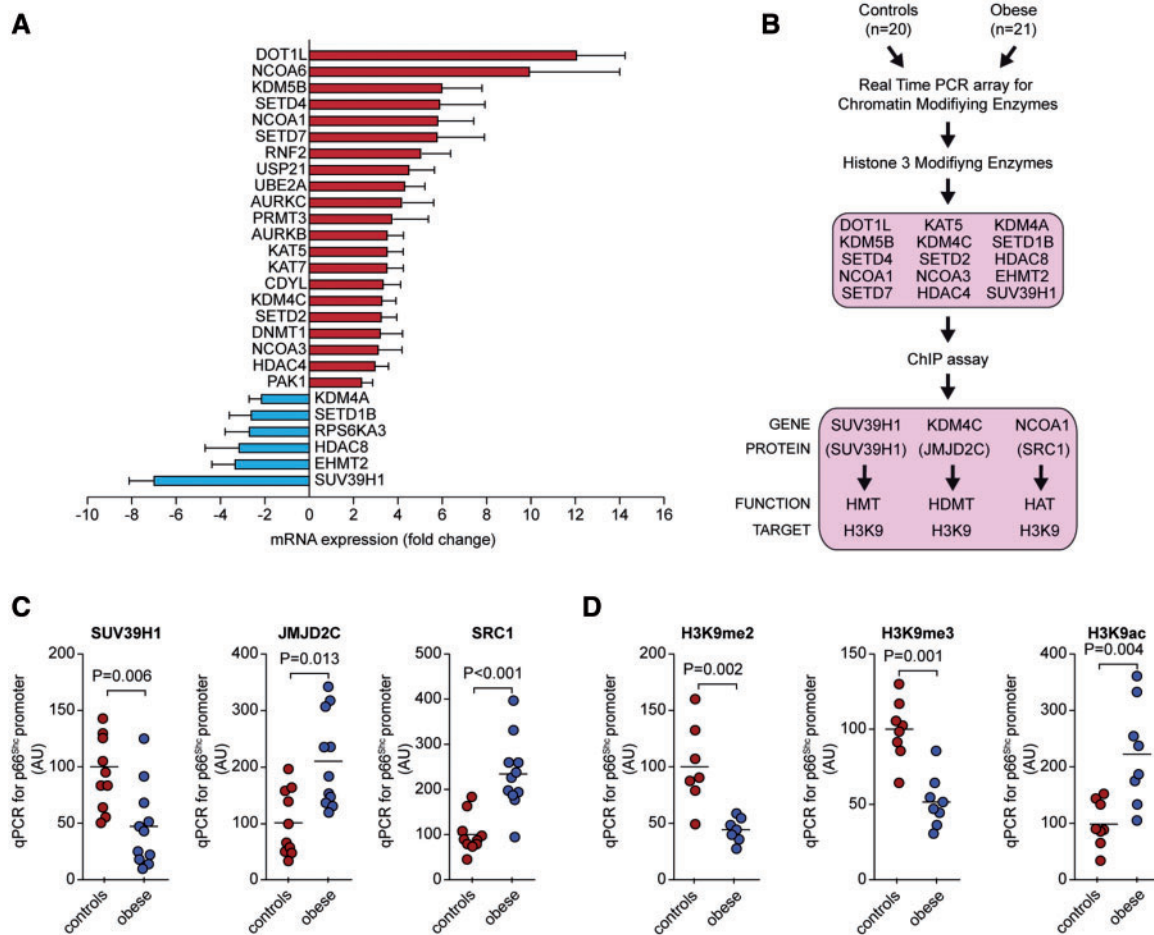 A
DOT1L
NCOA6
KDM5B
SETD4
NCOA1
SETD7
RNF2
USP21
UBE2A
AURKC
PRMT3
AURKB
KAT5
KAT7
CDYL
KDM4C
SETD2
DNMT1
NCOA3
HDAC4
PAK1
KDM4A
SETD1B
RPS6KA3
HDAC8
EHMT2
SUV39H1
-10 -8 -6 -4 -2 0 2 4 6 8 10 12 14 16
mRNA expression (fold change)
B
Controls Obese
(n=20) (n=21)
Real Time PCR array for
Chromatin Modifiying Enzymes
Histone 3 Modifiyng Enzymes
DOT1L KAT5 KDM4A
KDM5B KDM4C SETD1B
SETD4 SETD2 HDAC8
NCOA1 NCOA3 EHMT2
SETD7 HDAC4 SUV39H1
ChIP assay
GENE SUV39H1 KDM4C NCOA1
PROTEIN (SUV39H1) (JMJD2C) (SRC1)
FUNCTION HMT HDMT HAT
TARGET H3K9 H3K9 H3K9
C
SUV39H1
P=0.006
200
150
100
50
0
qPCR for p66Shc promoter
(AU)
controls obese
JMJD2C
P=0.013
400
300
200
100
0
qPCR for p66Shc promoter
(AU)
controls obese
SRC1
P<0.001
500
400
300
200
100
0
qPCR for p66Shc promoter
(AU)
controls obese
D
H3K9me2
P=0.002
200
150
100
50
0
qPCR for p66Shc promoter
(AU)
controls obese
H3K9me3
P=0.001
150
100
50
0
qPCR for p66Shc promoter
(AU)
controls obese
H3K9ac
P=0.004
400
300
200
100
0
qPCR for p66Shc promoter
(AU)
controls obese